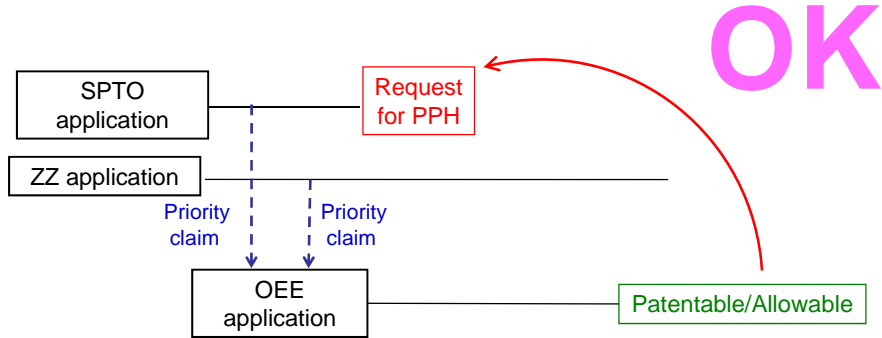 OK
SPTO
application
Request
for PPH
ZZ application
Priority
claim
Priority
claim
OEE
application
Patentable/Allowable